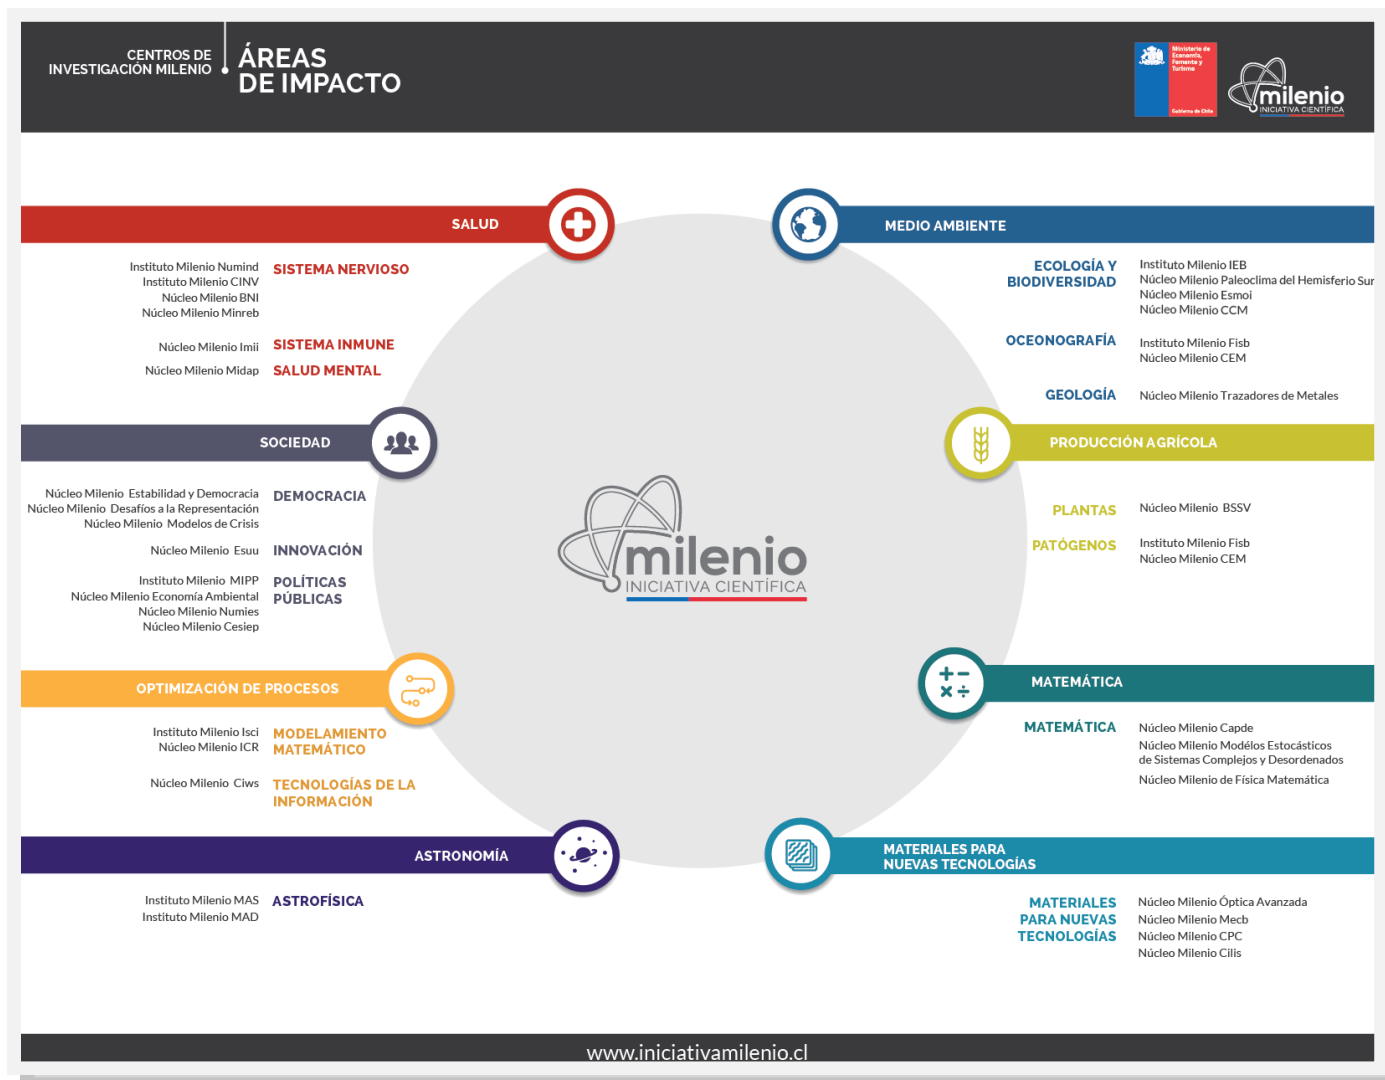 CENTROS DE
INVESTIGACIÓN MILENIO
ÁREAS
DE IMPACTO
Ministerio de
Economía,
Fomento y
Turismo
Gobierno de Chile
milenio
INICIATIVA CIENTÍFICA
SALUD
Instituto Milenio Numind
Instituto Milenio CINV
Núcleo Milenio BNI
Núcleo Milenio Minreb
SISTEMA NERVIOSO
Núcleo Milenio Imii
SISTEMA INMUNE
Núcleo Milenio Midap
SALUD MENTAL
SOCIEDAD
Núcleo Milenio Estabilidad y Democracia
Núcleo Milenio Desafíos a la Representación
Núcleo Milenio Modelos de Crisis
DEMOCRACIA
Núcleo Milenio Esuu
INNOVACIÓN
Instituto Milenio MIPP
Núcleo Milenio Economía Ambiental
Núcleo Milenio Numies
Núcleo Milenio Cesiep
POLÍTICAS
PÚBLICAS
OPTIMIZACIÓN DE PROCESOS
Instituto Milenio Isci
Núcleo Milenio ICR
MODELAMIENTO
MATEMÁTICO
Núcleo Milenio Ciws
TECNOLOGÍAS DE LA
INFORMACIÓN
ASTRONOMÍA
Instituto Milenio MAS
Instituto Milenio MAD
ASTROFÍSICA
milenio
INICIATIVA CIENTÍFICA
MEDIO AMBIENTE
ECOLOGÍA Y
BIODIVERSIDAD
Instituto Milenio IEB
Núcleo Milenio Paleoclima del Hemisferio Sur
Núcleo Milenio Esmoi
Núcleo Milenio CCM
OCEONOGRAFÍA
Instituto Milenio Fisb
Núcleo Milenio CEM
GEOLOGÍA
Núcleo Milenio Trazadores de Metales
PRODUCCIÓN AGRÍCOLA
PLANTAS
Núcleo Milenio BSSV
PATÓGENOS
Instituto Milenio Fisb
Núcleo Milenio CEM
MATEMÁTICA
MATEMÁTICA
Núcleo Milenio Capde
Núcleo Milenio Modélos Estocásticos
de Sistemas Complejos y Desordenados
Núcleo Milenio de Física Matemática
MATERIALES PARA
NUEVAS TECNOLOGÍAS
MATERIALES
PARA NUEVAS
TECNOLOGÍAS
Núcleo Milenio Óptica Avanzada
Núcleo Milenio Mecb
Núcleo Milenio CPC
Núcleo Milenio Cilis
www.iniciativamilenio.cl